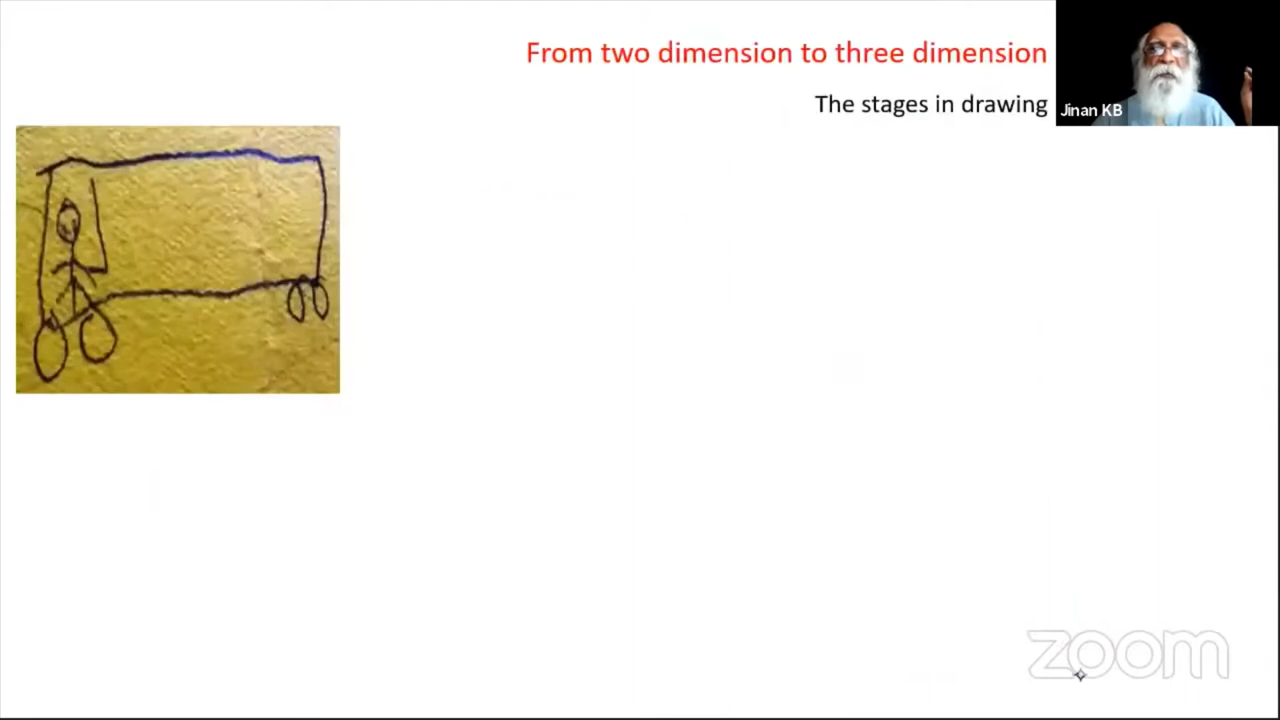 From two dimension to three dimension
The stages in drawing
Jinan KB
zoom